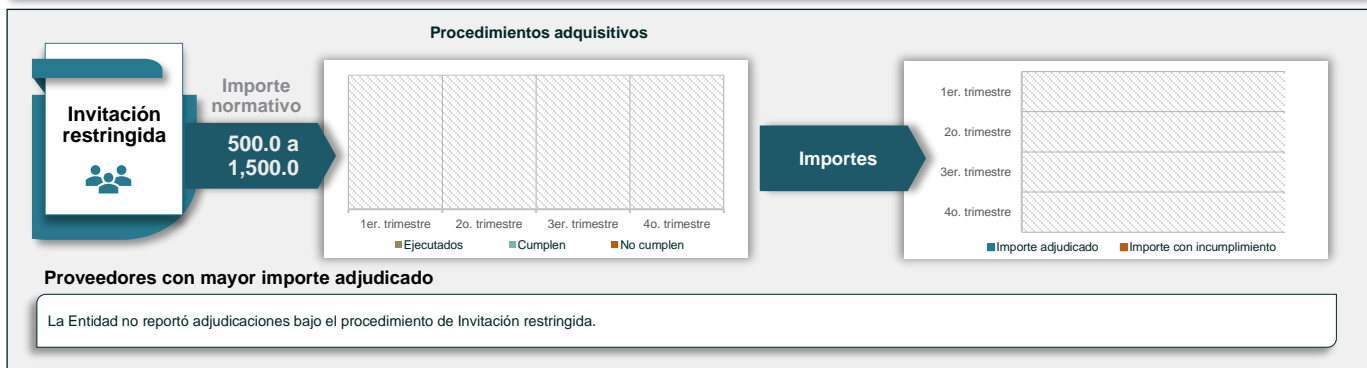 Procedimientos adquisitivos
Invitación
restringida
Importe
normativo
500.0 a
1,500.0
1er. trimestre 2o. trimestre 3er. trimestre 4o. trimestre
Ejecutados Cumplen No cumplen
Importes
1er. trimestre
2o. trimestre
3er. trimestre
4o. trimestre
Importe adjudicado Importe con incumplimiento
Proveedores con mayor importe adjudicado
La Entidad no reportó adjudicaciones bajo el procedimiento de Invitación restringida.